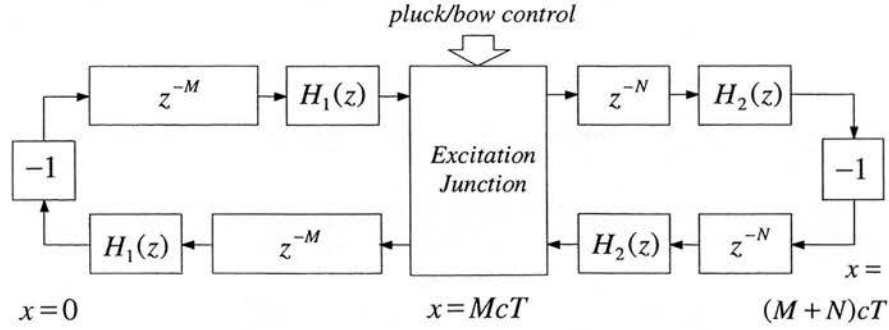 pluck/bow control
z^{-M}
H_1(z)
z^{-N}
H_2(z)
-1
Excitation
Junction
-1
H_1(z)
z^{-M}
H_2(z)
z^{-N}
x=0
x=McT
x=
(M+N)cT